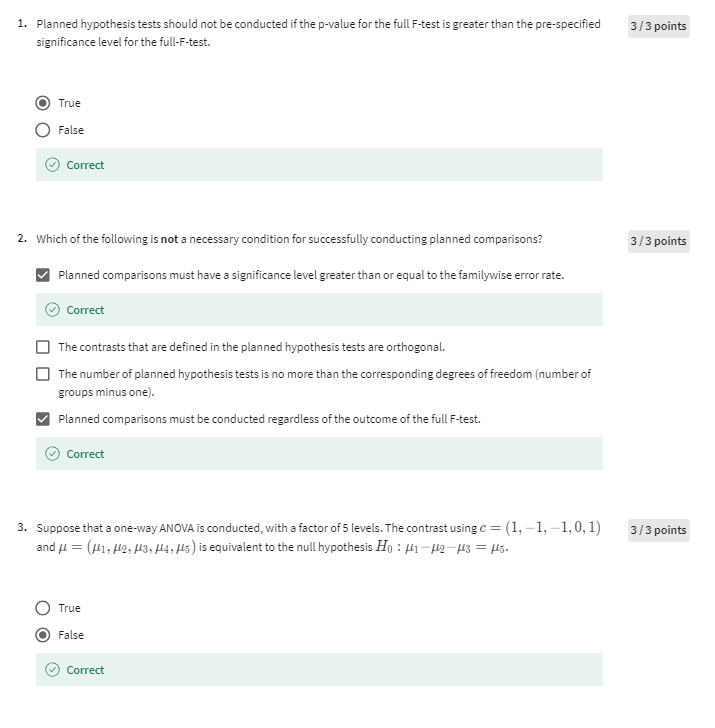 1. Planned hypothesis tests should not be conducted if the p-value for the full F-test is greater than the pre-specified
significance level for the full-F-test.
3 / 3 points
True
False
Correct
2. Which of the following is not a necessary condition for successfully conducting planned comparisons?
3 / 3 points
Planned comparisons must have a significance level greater than or equal to the familywise error rate.
Correct
The contrasts that are defined in the planned hypothesis tests are orthogonal.
The number of planned hypothesis tests is no more than the corresponding degrees of freedom (number of
groups minus one).
Planned comparisons must be conducted regardless of the outcome of the full F-test.
Correct
3. Suppose that a one-way ANOVA is conducted, with a factor of 5 levels. The contrast using c = (1, −1, −1, 0, 1)
and μ = (μ₁, μ₂, μ₃, μ₄, μ₅) is equivalent to the null hypothesis H₀ : μ₁−μ₂−μ₃ = μ₅.
3 / 3 points
True
False
Correct